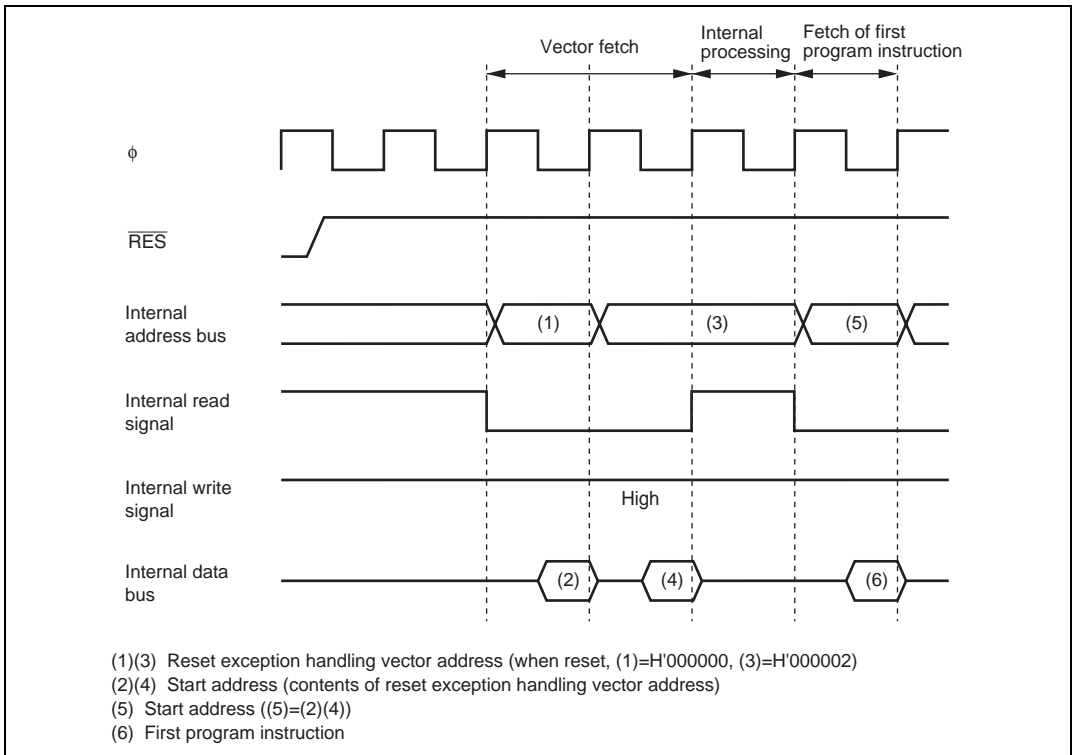 Vector fetch
Internal
processing
Fetch of first
program instruction
φ
RES
Internal
address bus
(1)
(3)
(5)
Internal read
signal
Internal write
signal
High
Internal data
bus
(2)
(4)
(6)
(1)(3) Reset exception handling vector address (when reset, (1)=H'000000, (3)=H'000002)
(2)(4) Start address (contents of reset exception handling vector address)
(5) Start address ((5)=(2)(4))
(6) First program instruction